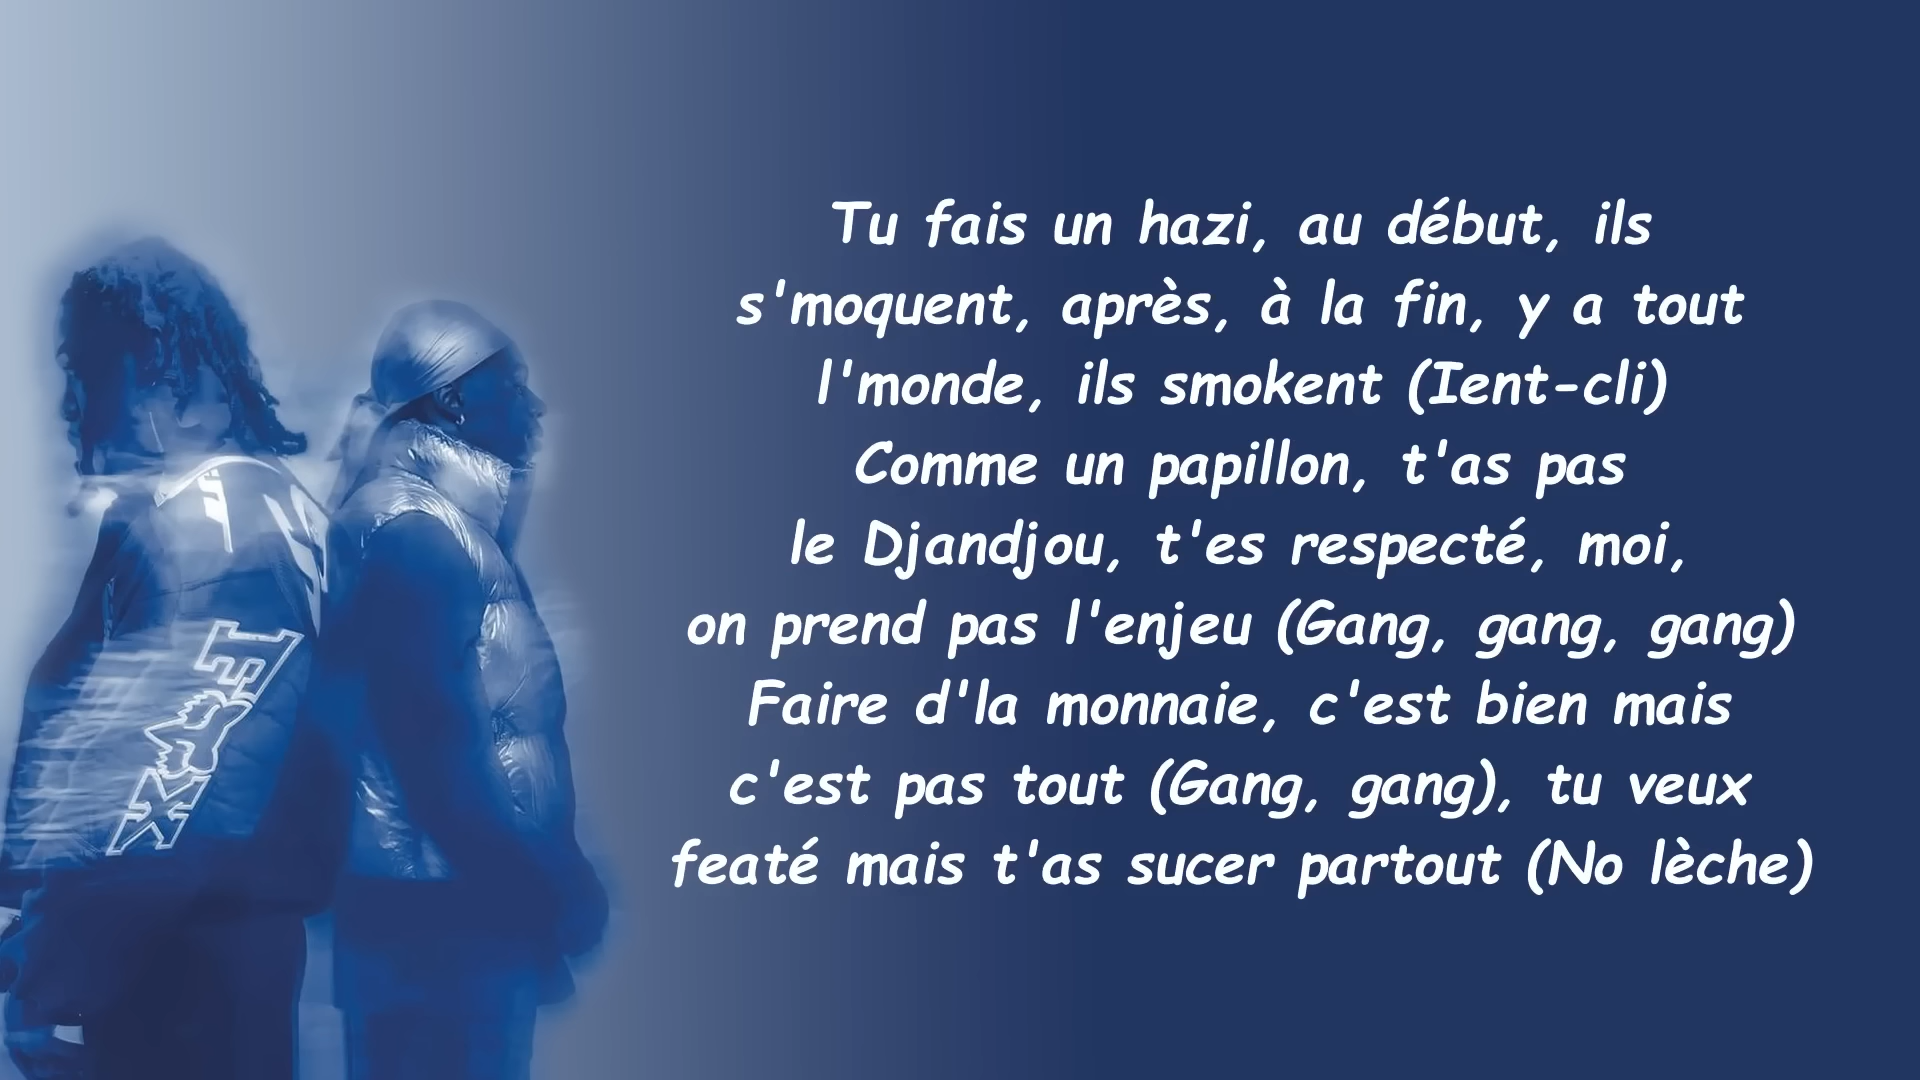 Tu fais un hazi, au début, ils
s'moquent, après, à la fin, y a tout
l'monde, ils smokent (Ient-cli)
Comme un papillon, t'as pas
le Djandjou, t'es respecté, moi,
on prend pas l'enjeu (Gang, gang, gang)
Faire d'la monnaie, c'est bien mais
c'est pas tout (Gang, gang), tu veux
featé mais t'as sucer partout (No lèche)
FOX